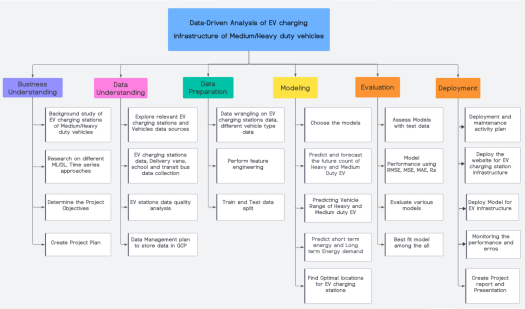 Data-Driven Analysis of EV charging
infrastructure of Medium/Heavy duty vehicles
Business
Understanding
Data
Understanding
Data
Preparation
Modeling
Evaluation
Deployment
Background study of
EV charging stations
of Medium/Heavy
duty vehicles
Research on different
ML/DL, Time series
approaches
Determine the Project
Objectives
Create Project Plan
Explore relevant EV
charging stations and
Vehicles data sources
EV charging stations
data, Delivery vans,
school and transit bus
data collection
EV stations data quality
analysis
Data Management plan
to store data in GCP
Data wrangling on EV
charging stations data,
different vehicle type
data
Perform feature
engineering
Train and Test data
split
Choose the models
Predict and forecast
the future count of
Heavy and Medium
Duty EV
Predicting Vehicle
Range of Heavy and
Medium duty EV
Predict short term
energy and Long
term Energy demand
Find Optimal locations
for EV charging
stations
Assess Models
with test data
Model
Performance using
RMSE, MSE, MAE, Rx
Evaluate various
models
Best fit model
among the all
Deployment and
maintenance
activity plan
Deploy the
website for EV
charging station
infrastructure
Deploy Model for
EV Infrastructure
Monitoring the
performance and
erros
Create Project
report and
Presentation